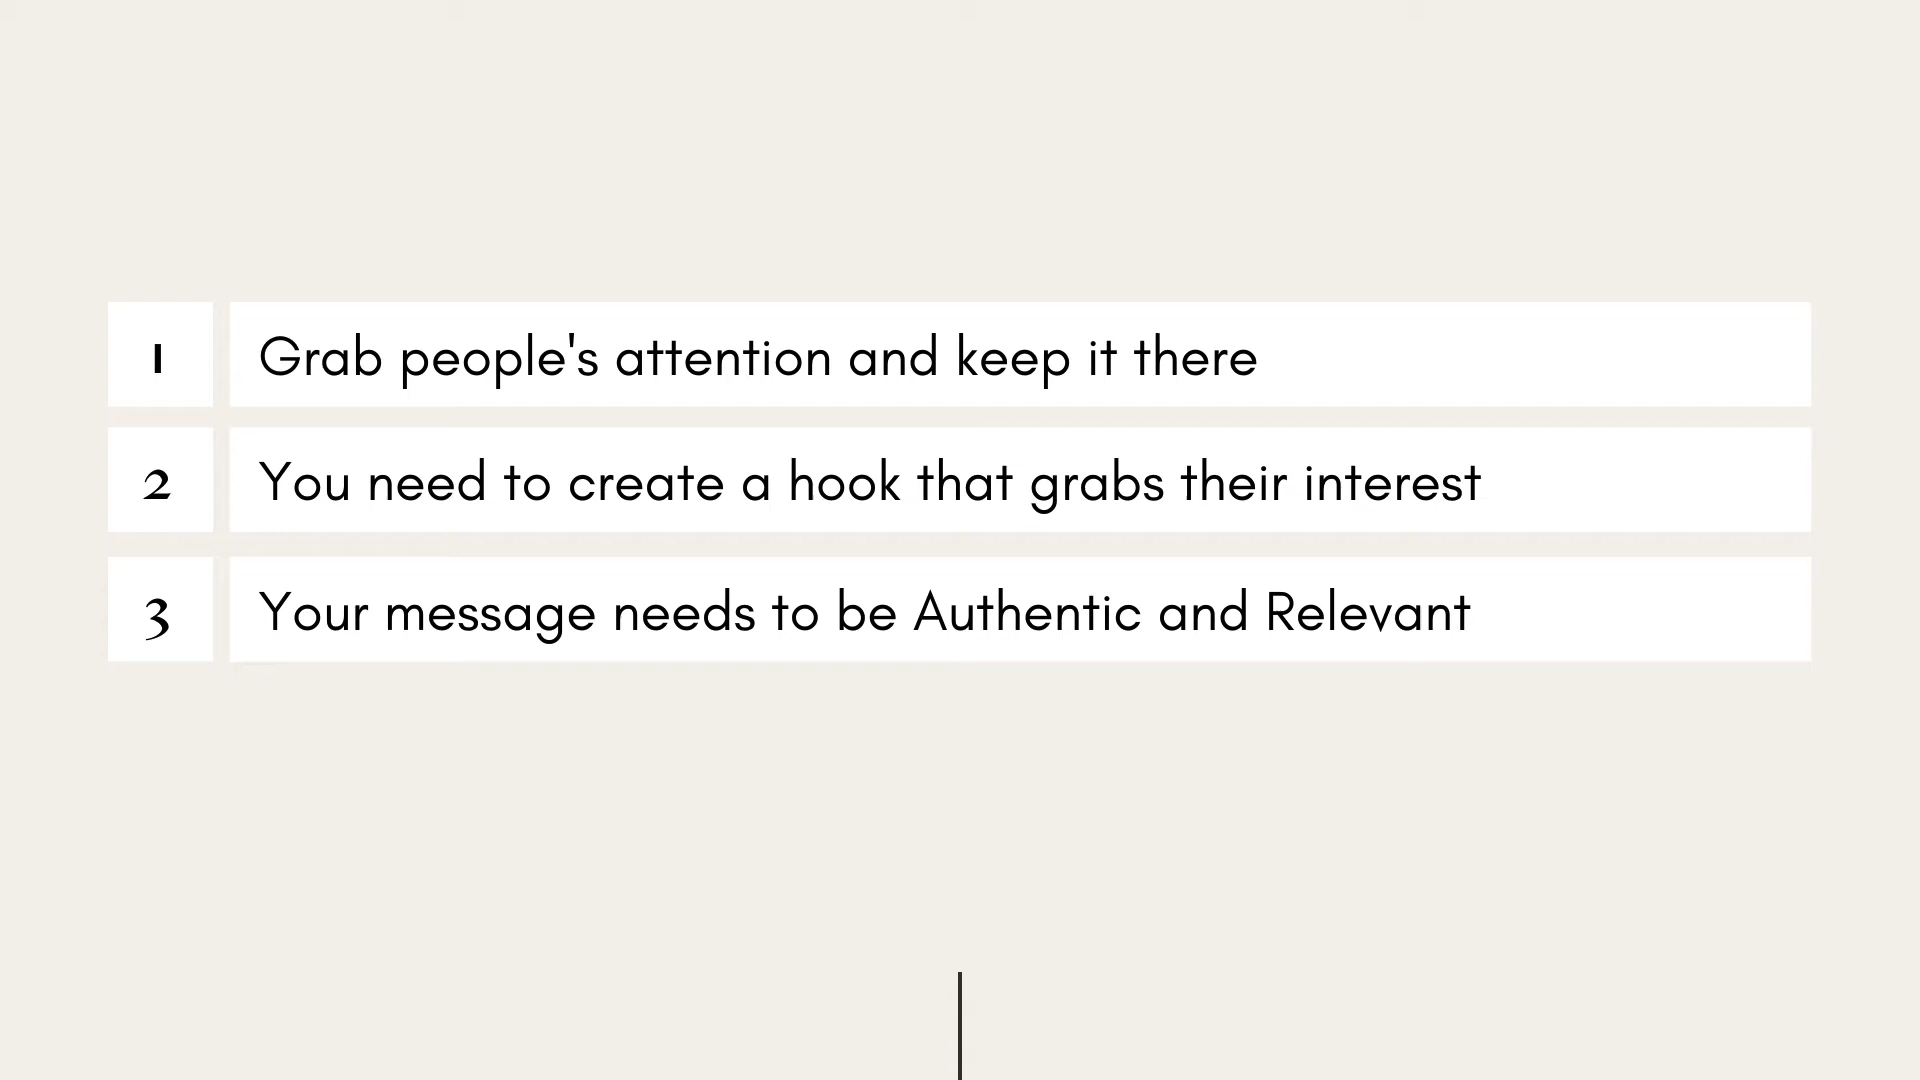 1 Grab people's attention and keep it there
2 You need to create a hook that grabs their interest
3 Your message needs to be Authentic and Relevant